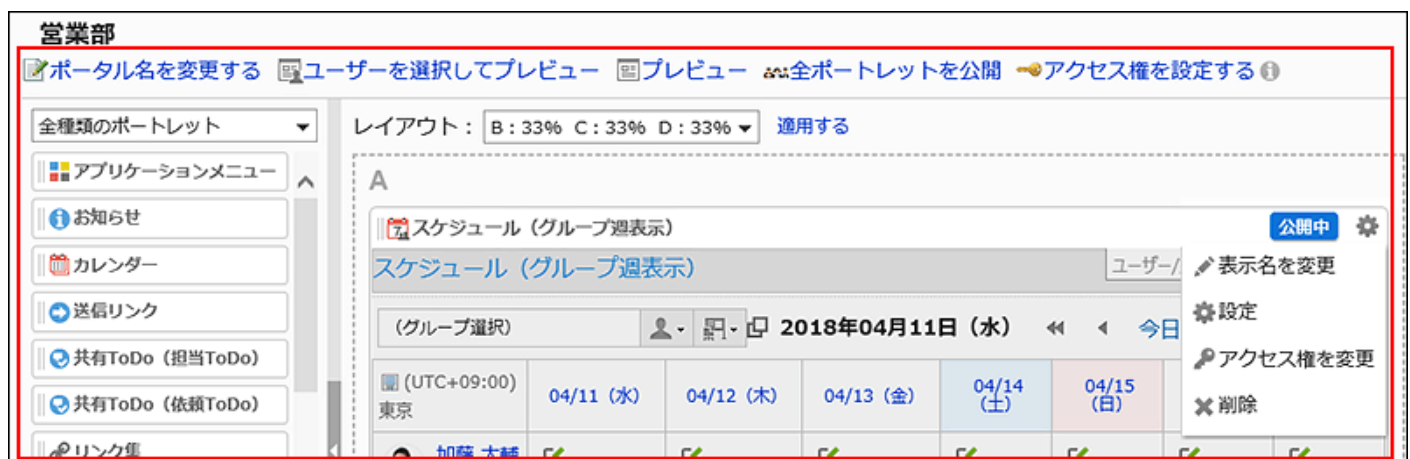 営業部
ポータル名を変更する ユーザーを選択してプレビュー プレビュー 全ポートレットを公開 アクセス権を設定する
全種類のポートレット
レイアウト： B : 33% C : 33% D : 33% 適用する
アプリケーションメニュー
お知らせ
カレンダー
送信リンク
共有ToDo（担当ToDo）
共有ToDo（依頼ToDo）
リンク集
A
スケジュール（グループ週表示） 公開中
スケジュール（グループ週表示） ユーザー/
(グループ選択) 2018年04月11日（水） 今日
表示名を変更
設定
アクセス権を変更
削除
(UTC+09:00)
東京
04/11（水） 04/12（木） 04/13（金） 04/14（土） 04/15（日）
加藤 大輔